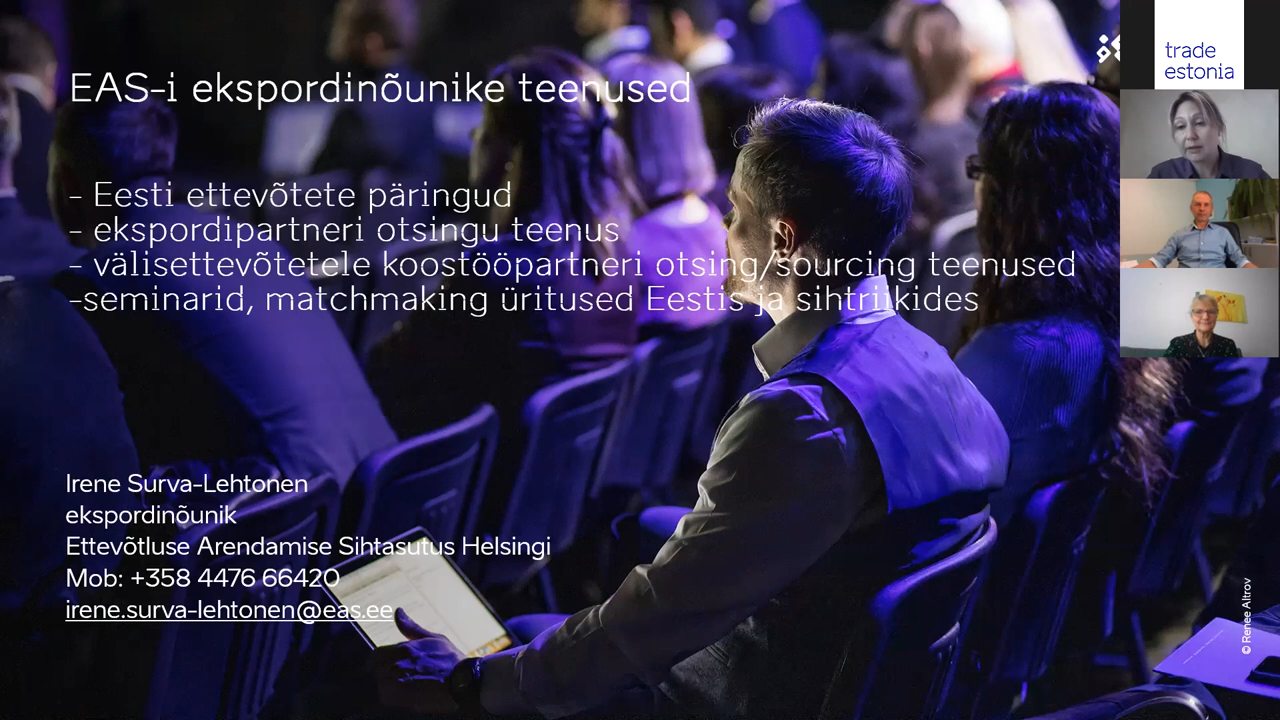 EAS-i ekspordinõunike teenused
- Eesti ettevõtete päringud
- ekspordipartneri otsingu teenus
- välisettevõtetele koostööpartneri otsing/sourcing teenused
-seminarid, matchmaking üritused Eestis ja sihtriikides
Irene Surva-Lehtonen
ekspordinõunik
Ettevõtluse Arendamise Sihtasutus Helsingi
Mob: +358 4476 66420
irene.surva-lehtonen@eas.ee
trade
estonia
© Renee Altrov